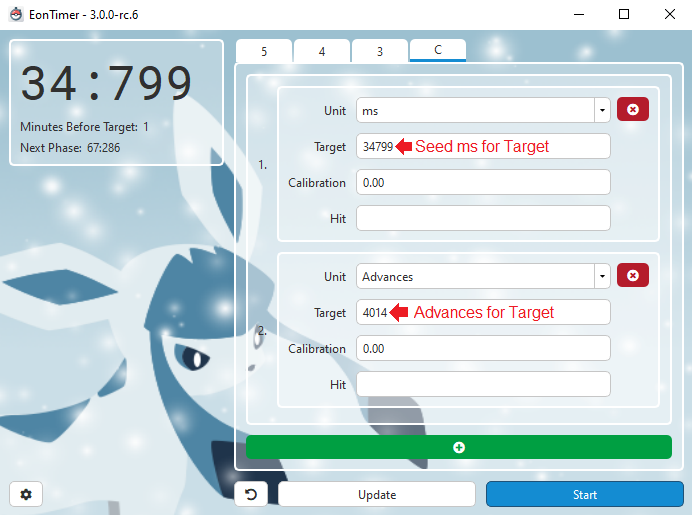 EonTimer - 3.0.0-rc.6
34:799
Minutes Before Target: 1
Next Phase: 67:286
5 4 3 C
1.
Unit ms
Target 34799 Seed ms for Target
Calibration 0.00
Hit
2.
Unit Advances
Target 4014 Advances for Target
Calibration 0.00
Hit
Update
Start